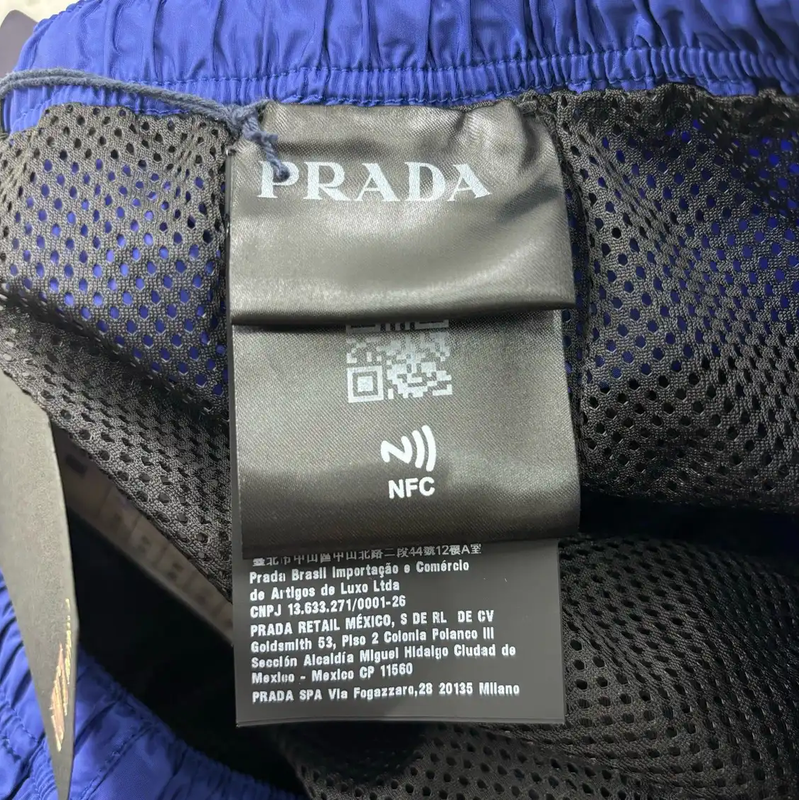 PRADA
NFC
臺北市中山區中山北路二段44號12樓A室
Prada Brasil Importação e Comércio
de Artigos de Luxo Ltda
CNPJ 13.633.271/0001-26
PRADA RETAIL MÉXICO, S DE RL DE CV
Goldsmith 53, Piso 2 Colonia Polanco III
Sección Alcaldía Miguel Hidalgo Ciudad de
Mexico - Mexico CP 11560
PRADA SPA Via Fogazzaro,28 20135 Milano